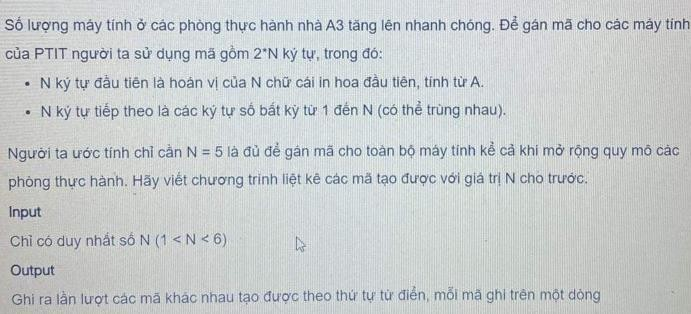 Số lượng máy tính ở các phòng thực hành nhà A3 tăng lên nhanh chóng. Để gán mã cho các máy tính
của PTIT người ta sử dụng mã gồm 2*N ký tự, trong đó:
• N ký tự đầu tiên là hoán vị của N chữ cái in hoa đầu tiên, tính từ A.
• N ký tự tiếp theo là các ký tự số bất kỳ từ 1 đến N (có thể trùng nhau).
Người ta ước tính chỉ cần N = 5 là đủ để gán mã cho toàn bộ máy tính kể cả khi mở rộng quy mô các
phòng thực hành. Hãy viết chương trình liệt kê các mã tạo được với giá trị N cho trước.
Input
Chỉ có duy nhất số N (1 < N < 6)
Output
Ghi ra lần lượt các mã khác nhau tạo được theo thứ tự từ điển, mỗi mã ghi trên một dòng